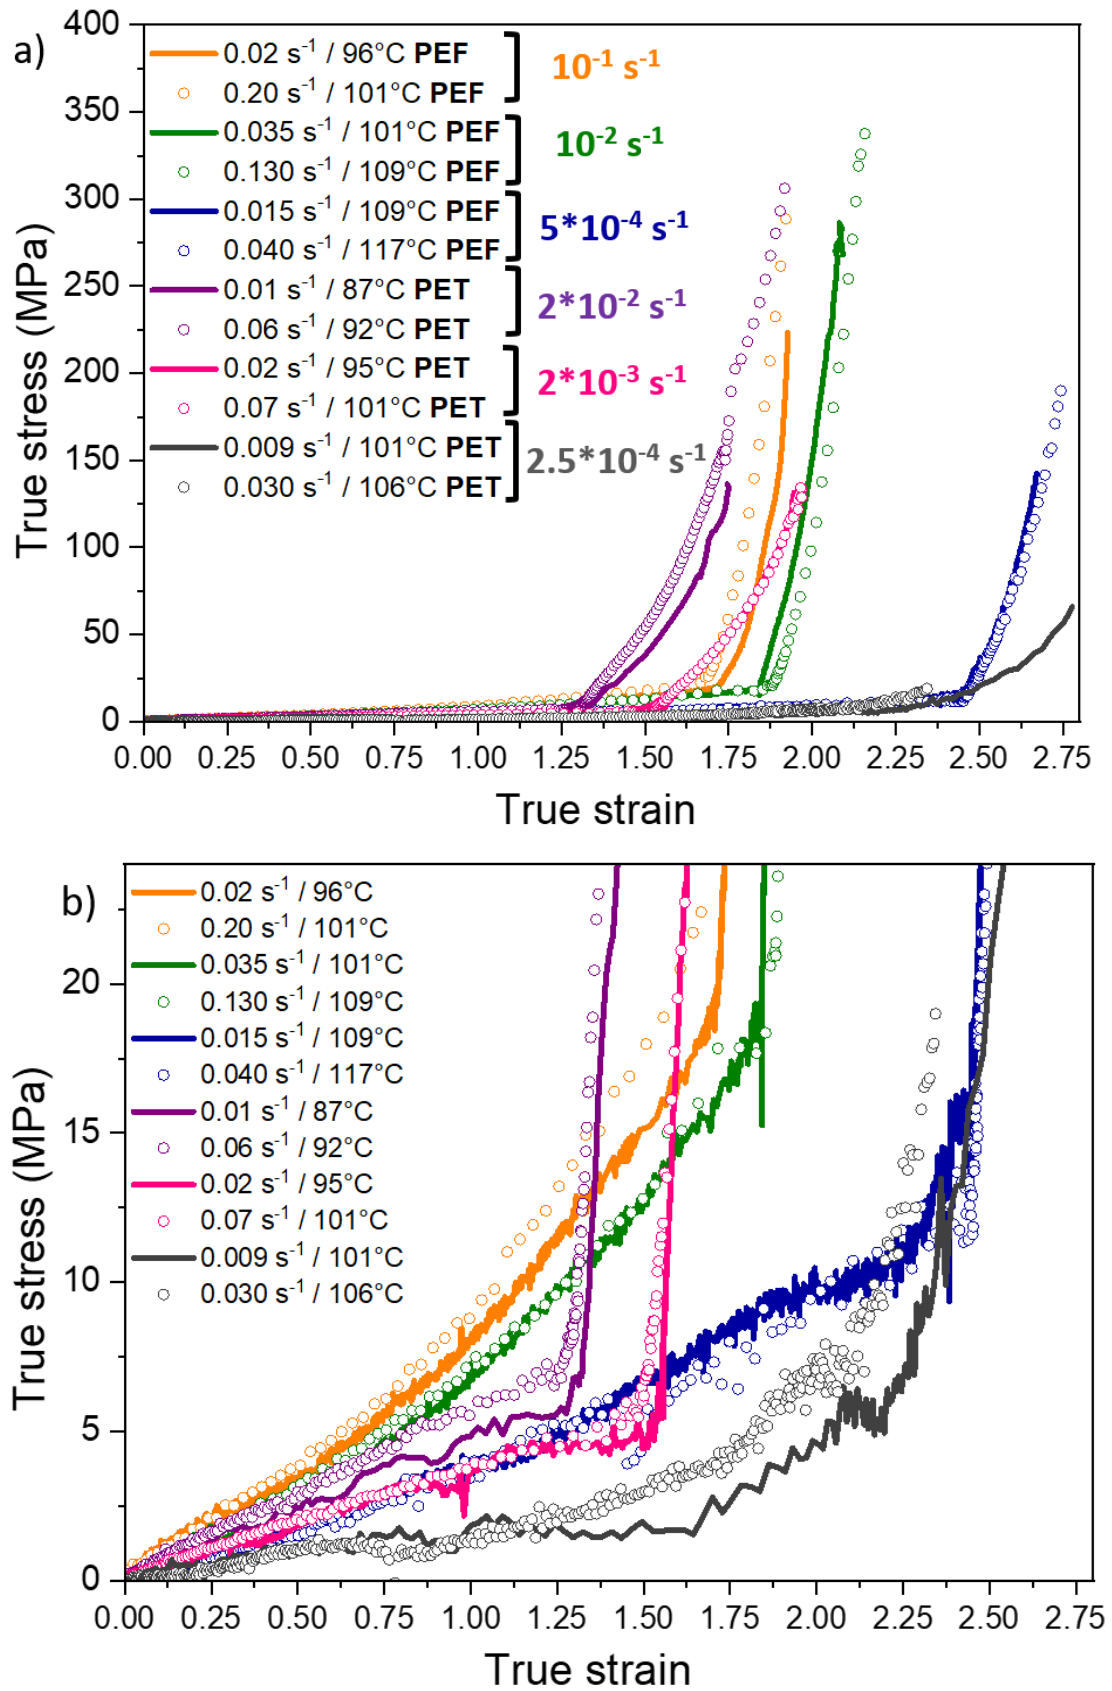 a)
400
350
300
250
200
150
100
50
0
True stress (MPa)
0.02 s⁻¹ / 96°C PEF
0.20 s⁻¹ / 101°C PEF
10⁻¹ s⁻¹
0.035 s⁻¹ / 101°C PEF
0.130 s⁻¹ / 109°C PEF
10⁻² s⁻¹
0.015 s⁻¹ / 109°C PEF
0.040 s⁻¹ / 117°C PEF
5*10⁻⁴ s⁻¹
0.01 s⁻¹ / 87°C PET
0.06 s⁻¹ / 92°C PET
2*10⁻² s⁻¹
0.02 s⁻¹ / 95°C PET
0.07 s⁻¹ / 101°C PET
2*10⁻³ s⁻¹
0.009 s⁻¹ / 101°C PET
0.030 s⁻¹ / 106°C PET
2.5*10⁻⁴ s⁻¹
0.00 0.25 0.50 0.75 1.00 1.25 1.50 1.75 2.00 2.25 2.50 2.75
True strain
b)
20
15
10
5
0
True stress (MPa)
0.02 s⁻¹ / 96°C
0.20 s⁻¹ / 101°C
0.035 s⁻¹ / 101°C
0.130 s⁻¹ / 109°C
0.015 s⁻¹ / 109°C
0.040 s⁻¹ / 117°C
0.01 s⁻¹ / 87°C
0.06 s⁻¹ / 92°C
0.02 s⁻¹ / 95°C
0.07 s⁻¹ / 101°C
0.009 s⁻¹ / 101°C
0.030 s⁻¹ / 106°C
0.00 0.25 0.50 0.75 1.00 1.25 1.50 1.75 2.00 2.25 2.50 2.75
True strain